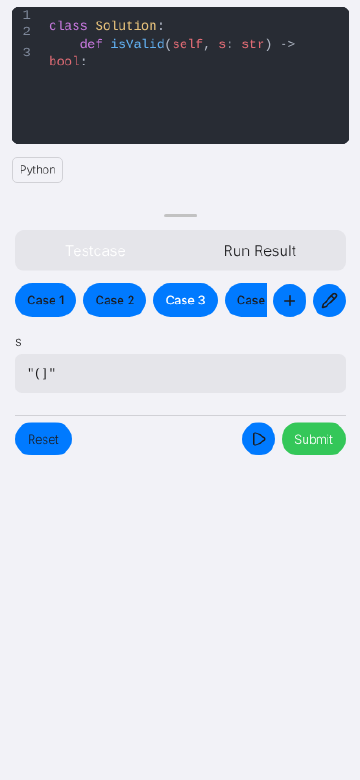 1
class Solution:
2
def isValid(self, s: str) ->
bool:
3
Python
Testcase Run Result
Case 1 Case 2 Case 3 Case
s
"(]"
Reset Submit